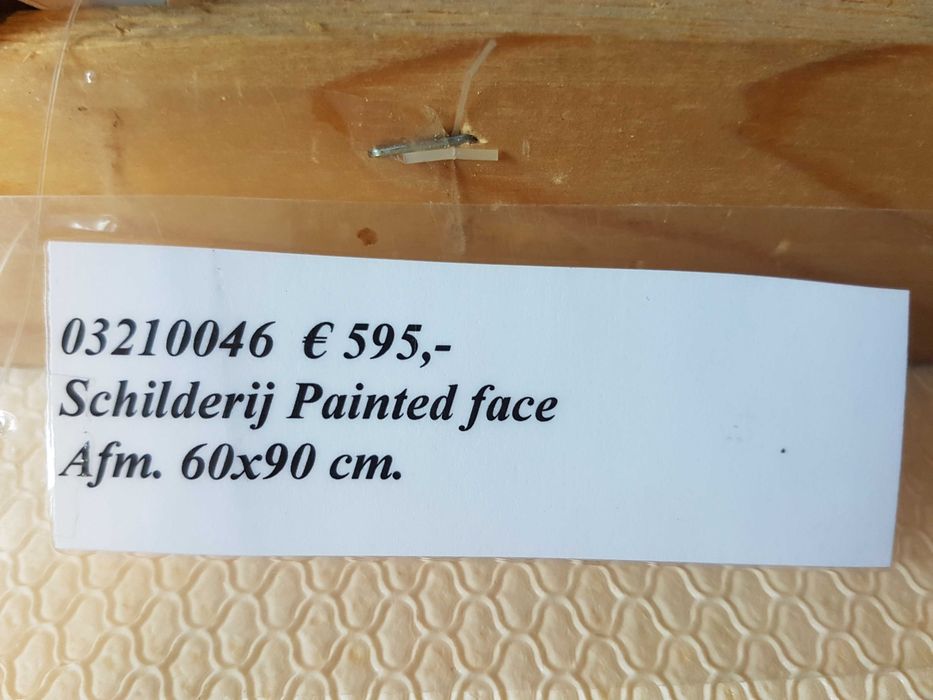 03210046 € 595,-
Schilderij Painted face
Afm. 60x90 cm.